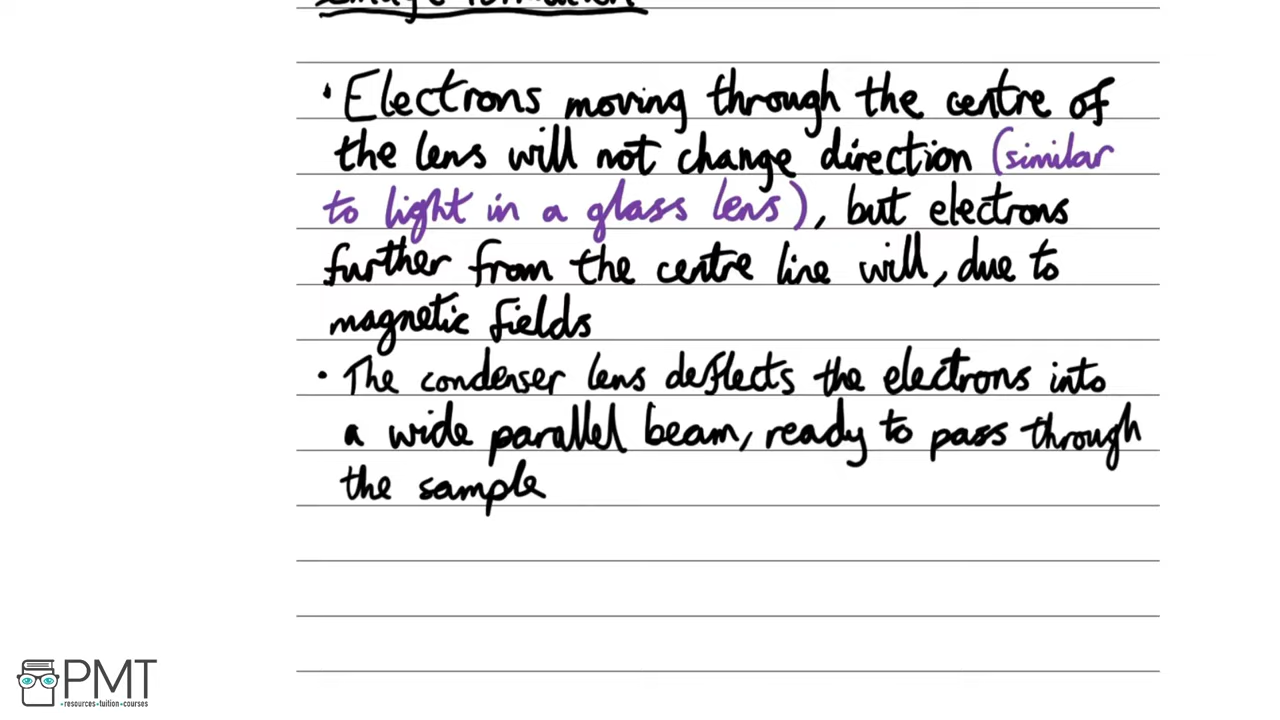 Image formation
• Electrons moving through the centre of
the lens will not change direction (similar
to light in a glass lens), but electrons
further from the centre line will, due to
magnetic fields
• The condenser lens deflects the electrons into
a wide parallel beam, ready to pass through
the sample
PMT
•resources•tuition•courses